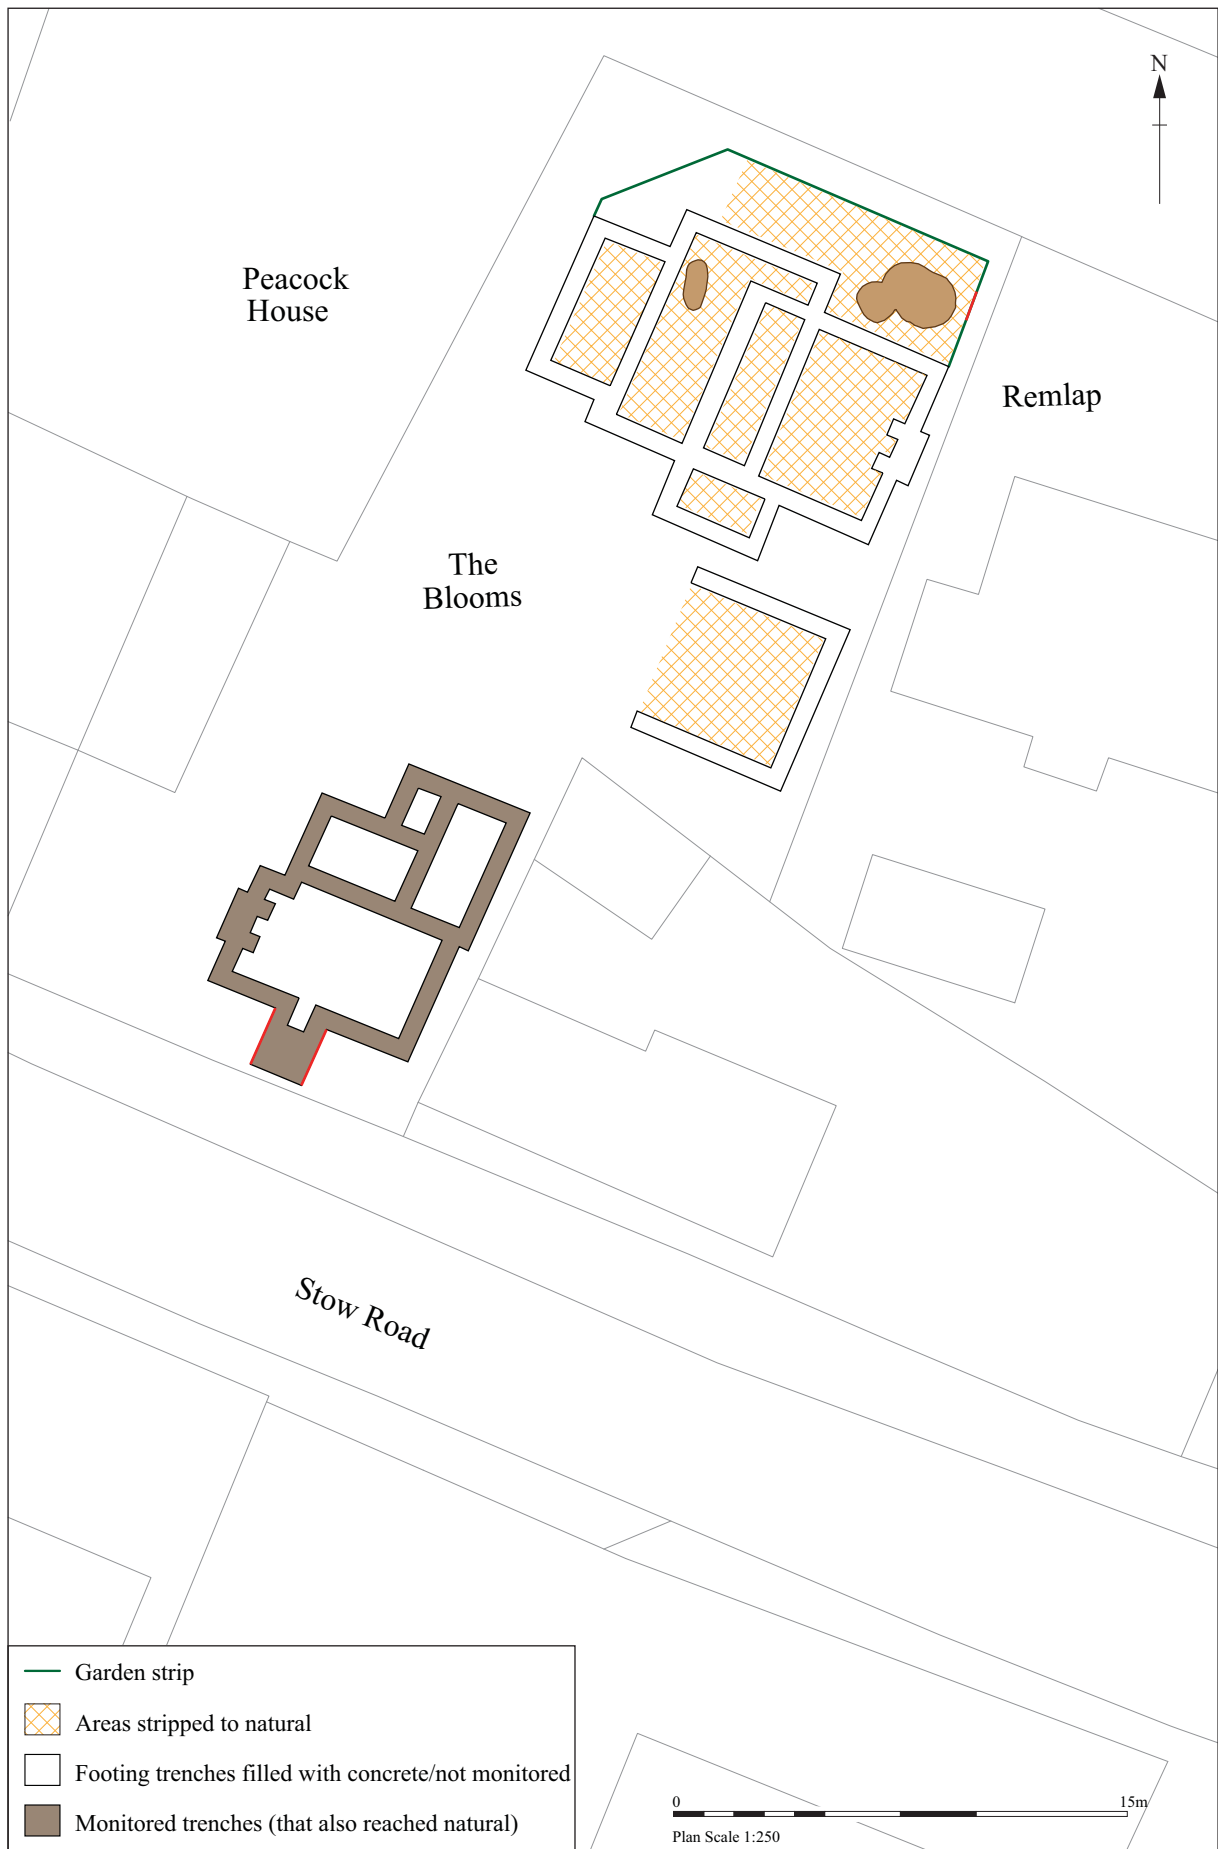 N
Peacock
House
Remlap
The
Blooms
Stow Road
Garden strip
Areas stripped to natural
Footing trenches filled with concrete/not monitored
Monitored trenches (that also reached natural)
0 15m
Plan Scale 1:250